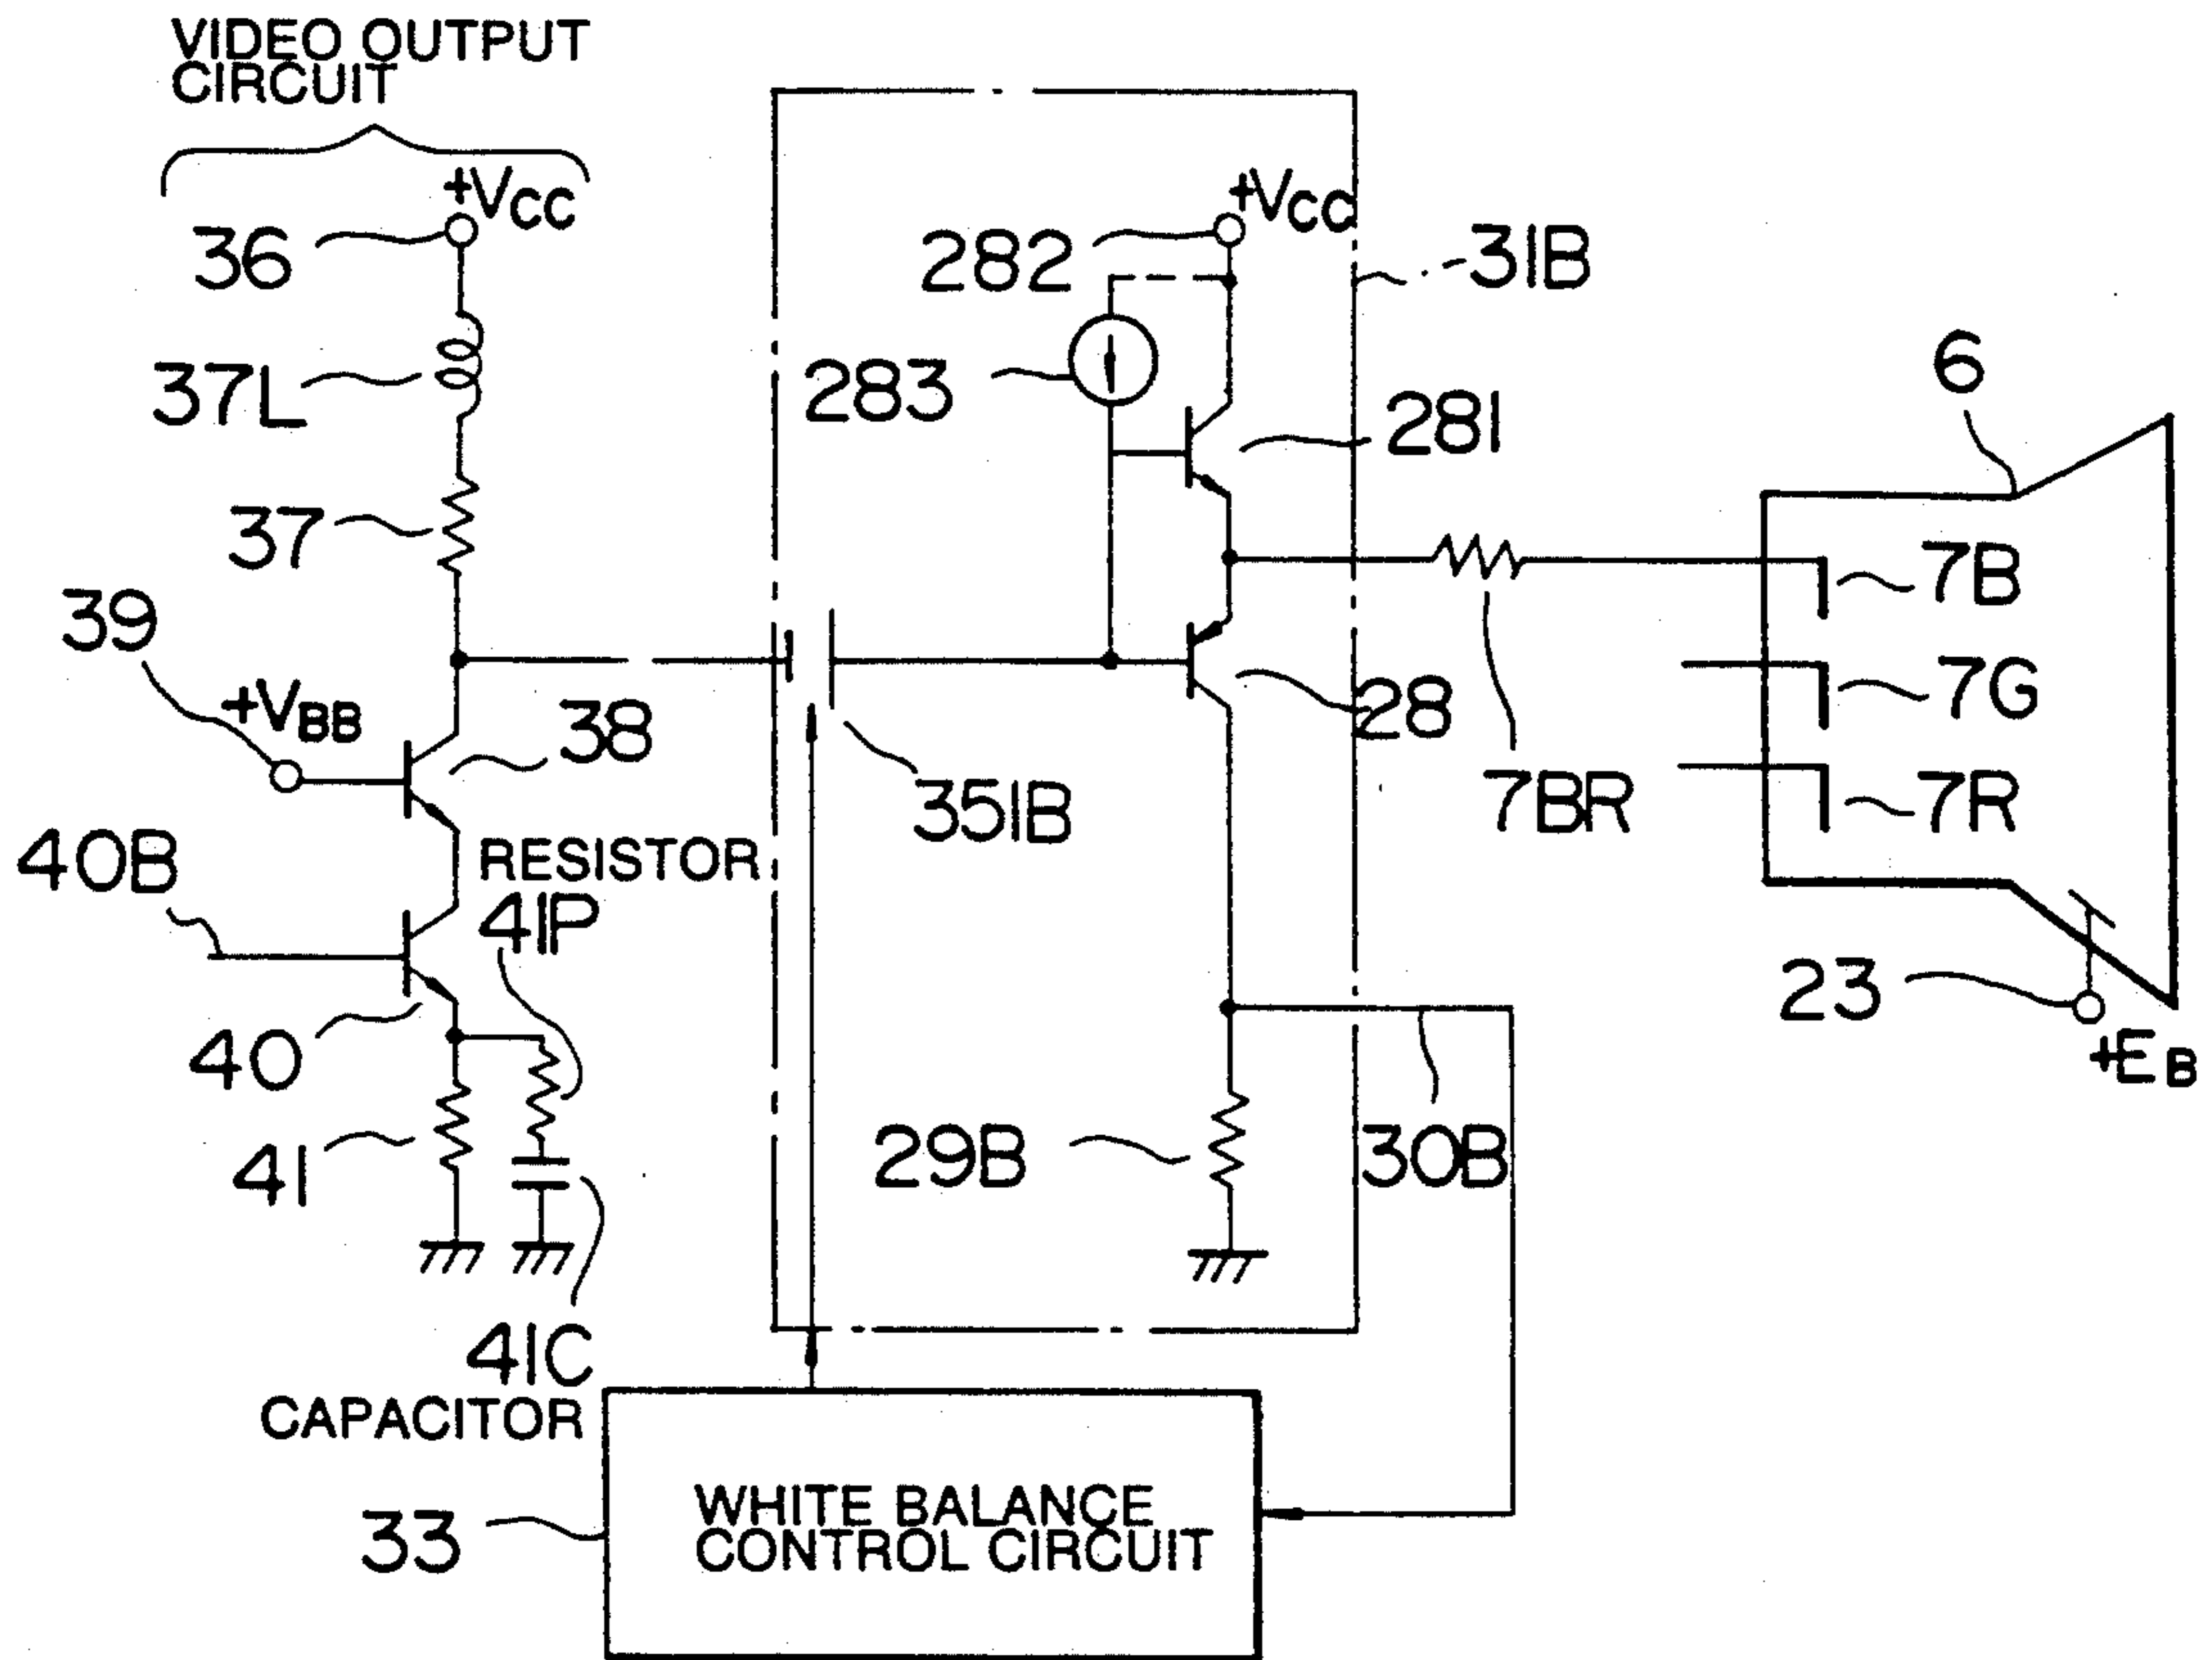 VIDEO OUTPUT
CIRCUIT
+VCC
36
37L
37
39
+VBB
38
40B
RESISTOR
41P
40
41
41C
CAPACITOR
+VCC
282
31B
283
281
28
351B
7BR
29B
30B
6
7B
7G
7R
23
+EB
33
WHITE BALANCE
CONTROL CIRCUIT